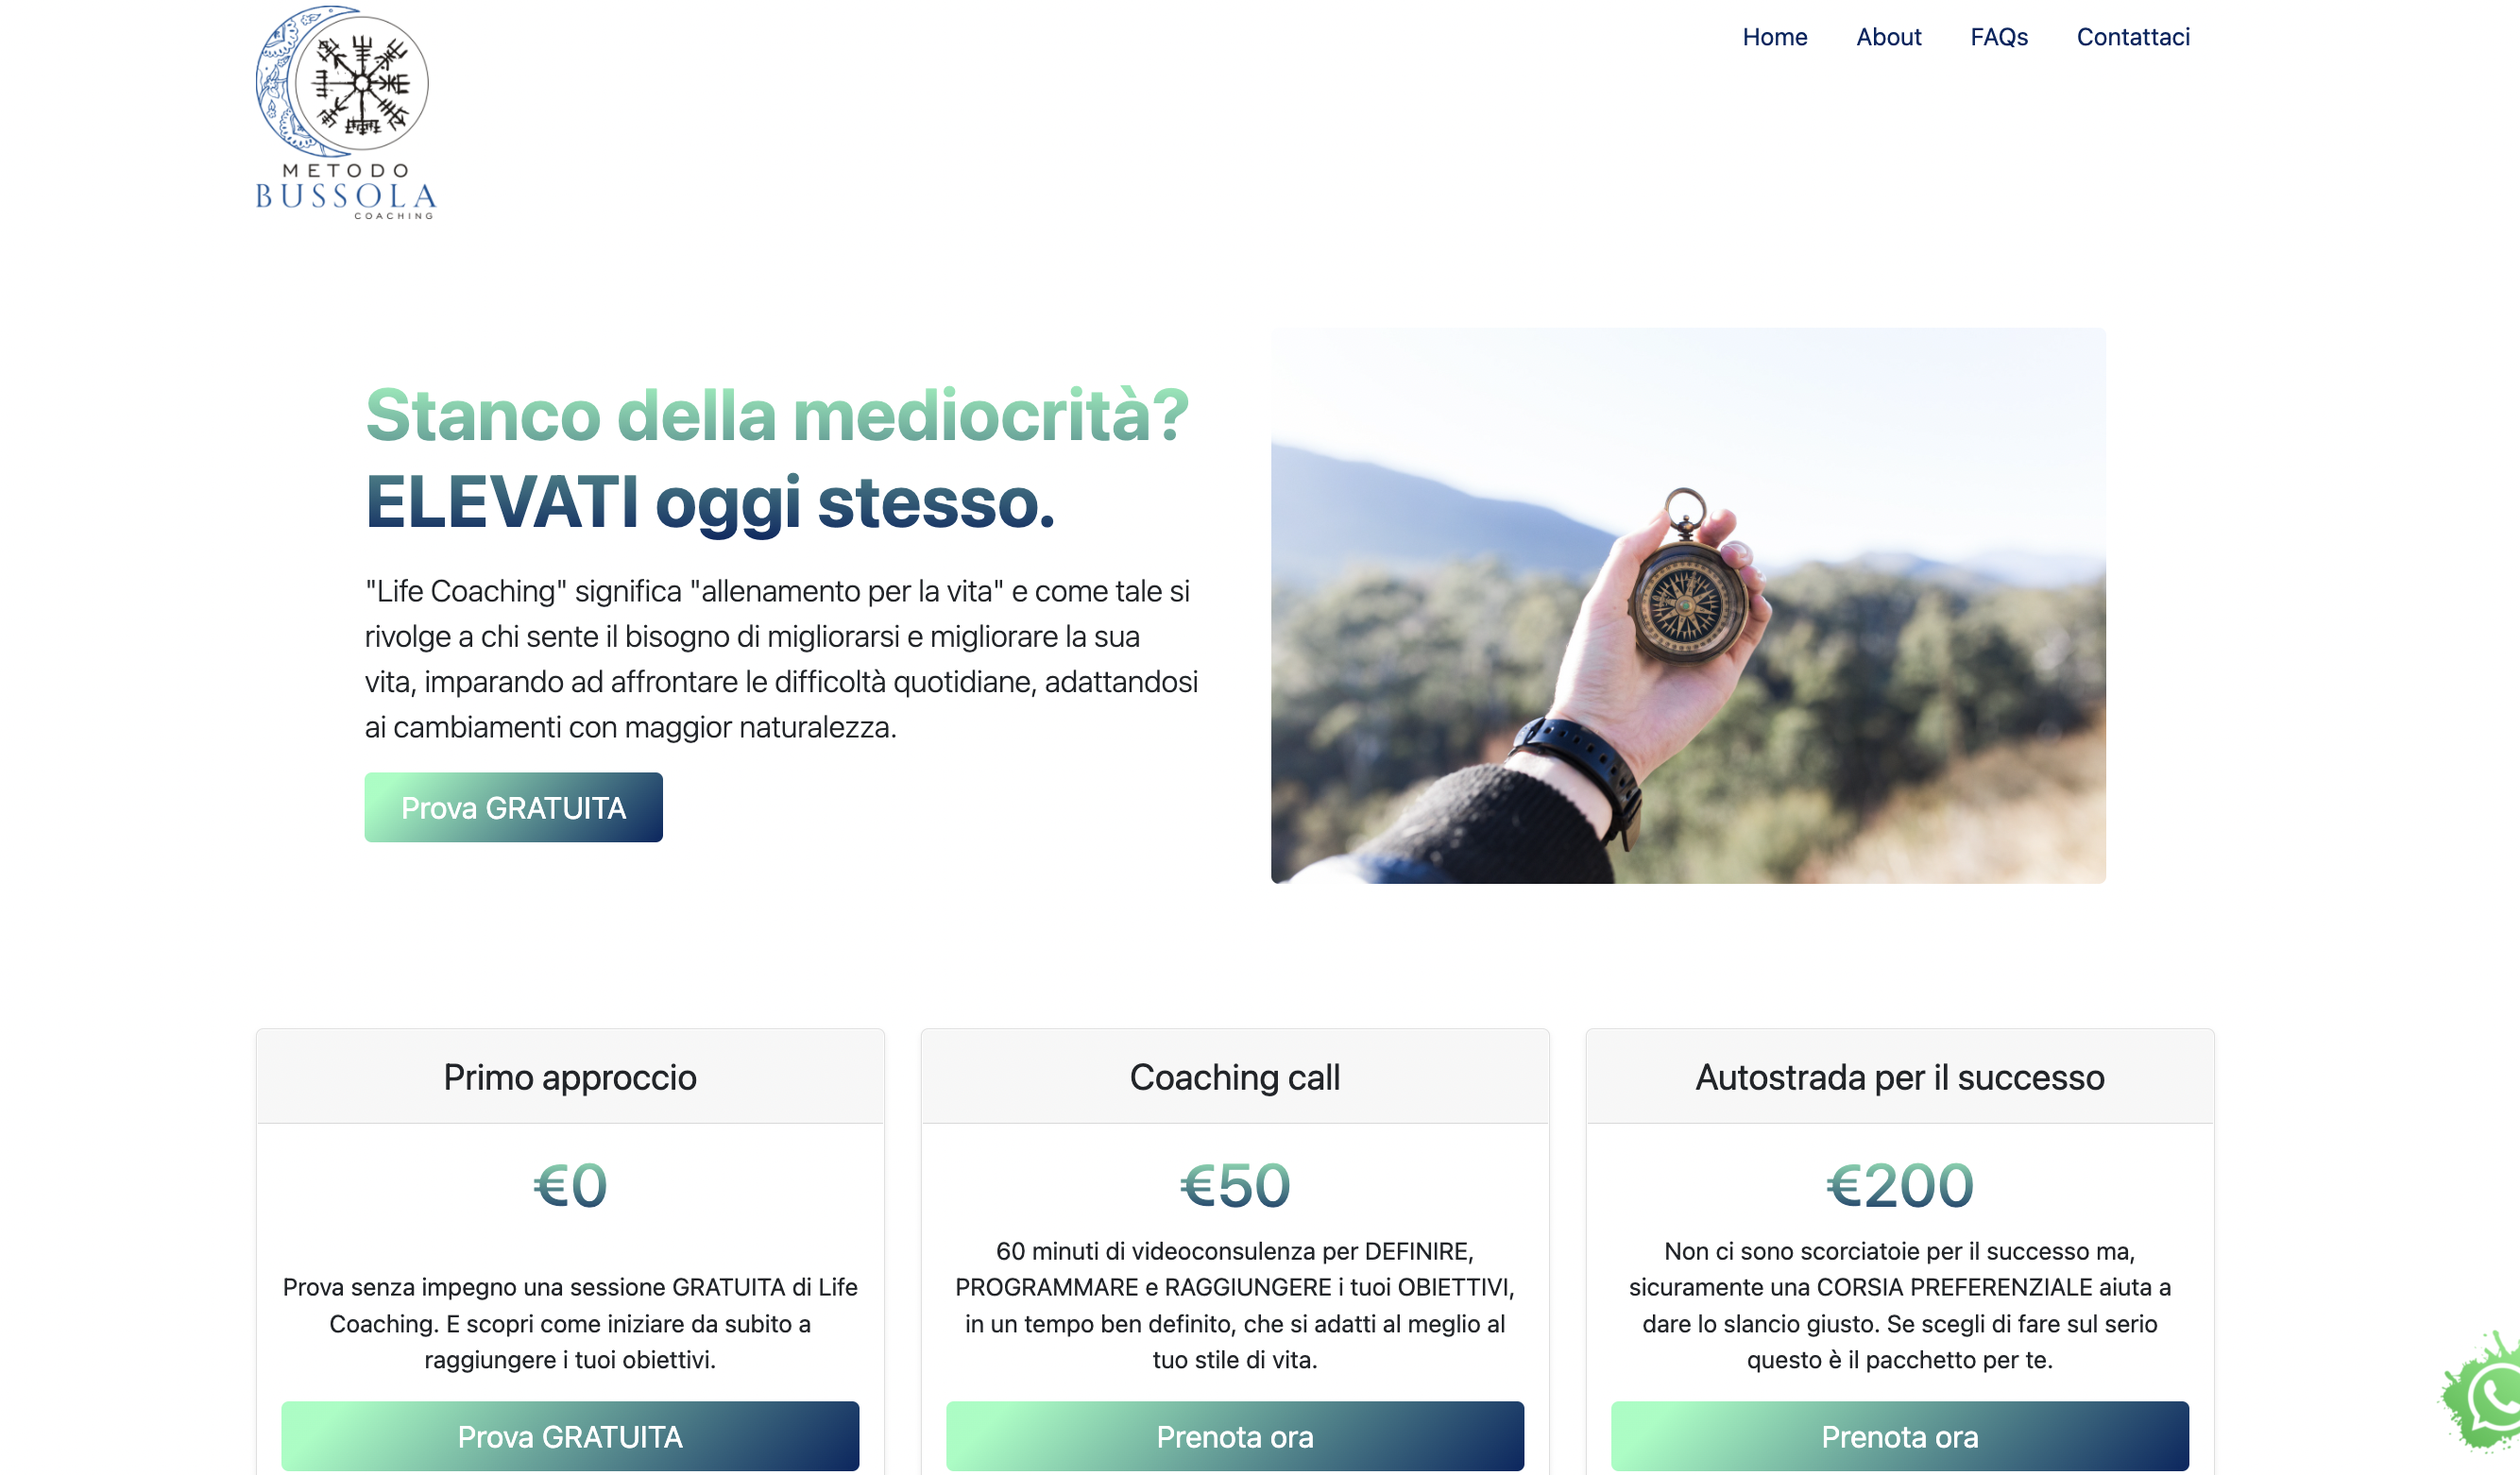 METODO
BUSSOLA
COACHING
Home About FAQs Contattaci
Stanco della mediocrità?
ELEVATI oggi stesso.
"Life Coaching" significa "allenamento per la vita" e come tale si
rivolge a chi sente il bisogno di migliorarsi e migliorare la sua
vita, imparando ad affrontare le difficoltà quotidiane, adattandosi
ai cambiamenti con maggior naturalezza.
Prova GRATUITA
Primo approccio
€0
Prova senza impegno una sessione GRATUITA di Life
Coaching. E scopri come iniziare da subito a
raggiungere i tuoi obiettivi.
Prova GRATUITA
Coaching call
€50
60 minuti di videoconsulenza per DEFINIRE,
PROGRAMMARE e RAGGIUNGERE i tuoi OBIETTIVI,
in un tempo ben definito, che si adatti al meglio al
tuo stile di vita.
Prenota ora
Autostrada per il successo
€200
Non ci sono scorciatoie per il successo ma,
sicuramente una CORSIA PREFERENZIALE aiuta a
dare lo slancio giusto. Se scegli di fare sul serio
questo è il pacchetto per te.
Prenota ora